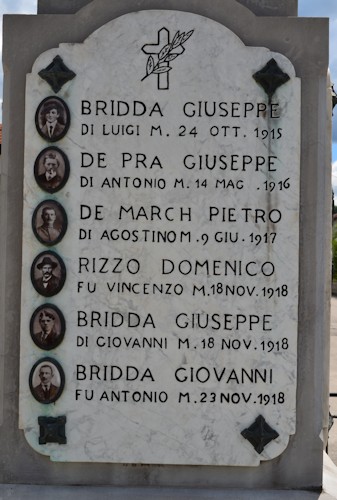 BRIDDA GIUSEPPE
DI LUIGI M. 24 OTT. 1915
DE PRA GIUSEPPE
DI ANTONIO M. 14 MAG. 1916
DE MARCH PIETRO
DI AGOSTINO M. 9 GIU. 1917
RIZZO DOMENICO
FU VINCENZO M. 18 NOV. 1918
BRIDDA GIUSEPPE
DI GIOVANNI M. 18 NOV. 1918
BRIDDA GIOVANNI
FU ANTONIO M. 23 NOV. 1918